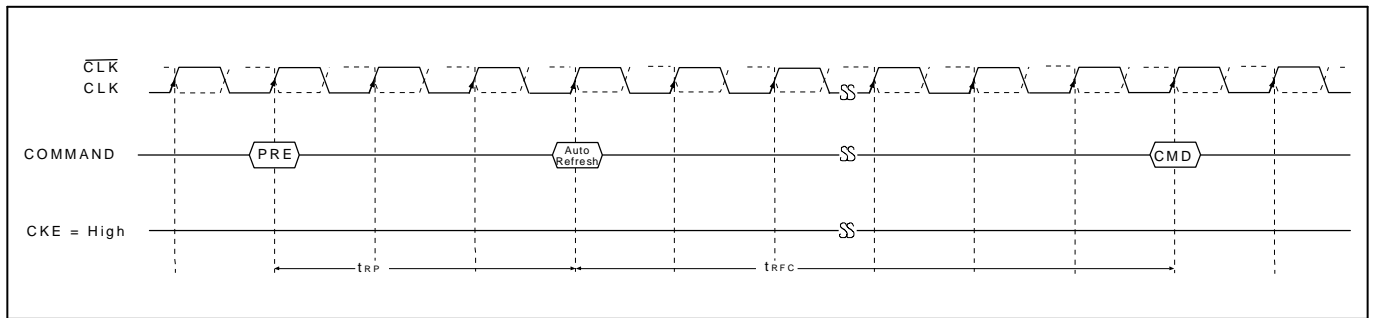 CLK
CLK
COMMAND
PRE
Auto
Refresh
CMD
CKE = High
tRP
tRFC